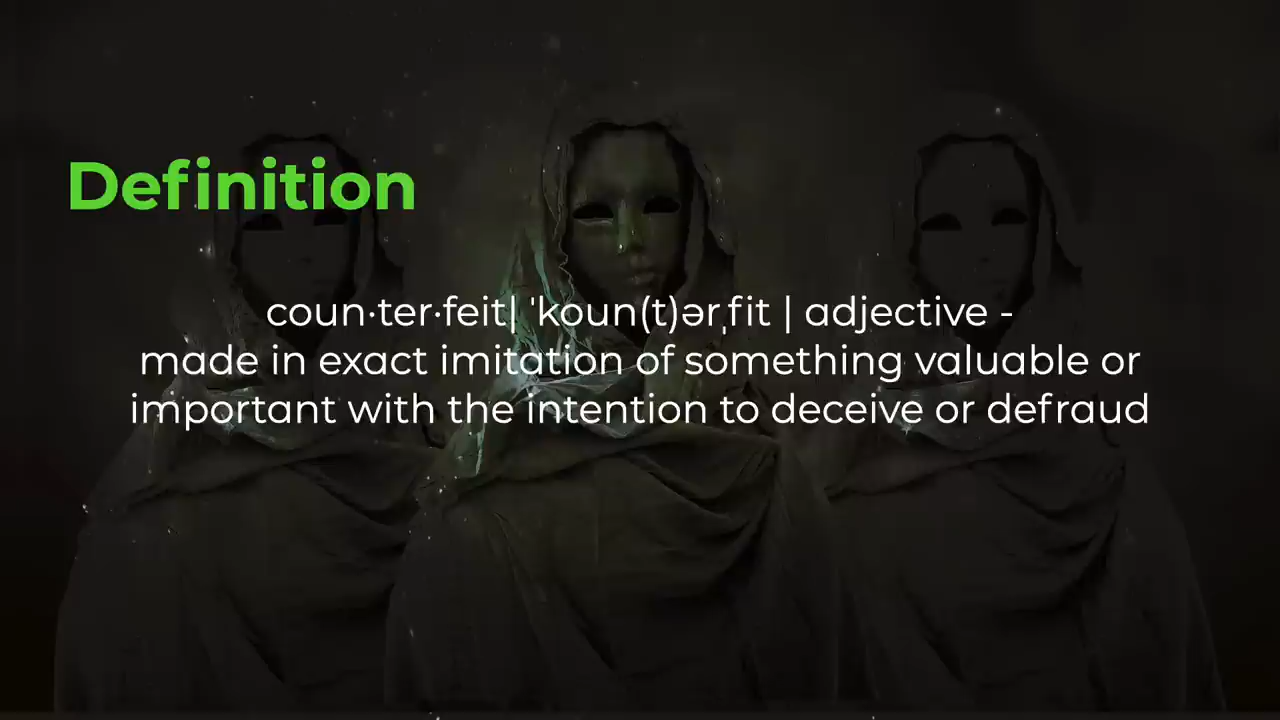 Definition
coun·ter·feit| ˈkoun(t)ərˌfit | adjective -
made in exact imitation of something valuable or
important with the intention to deceive or defraud